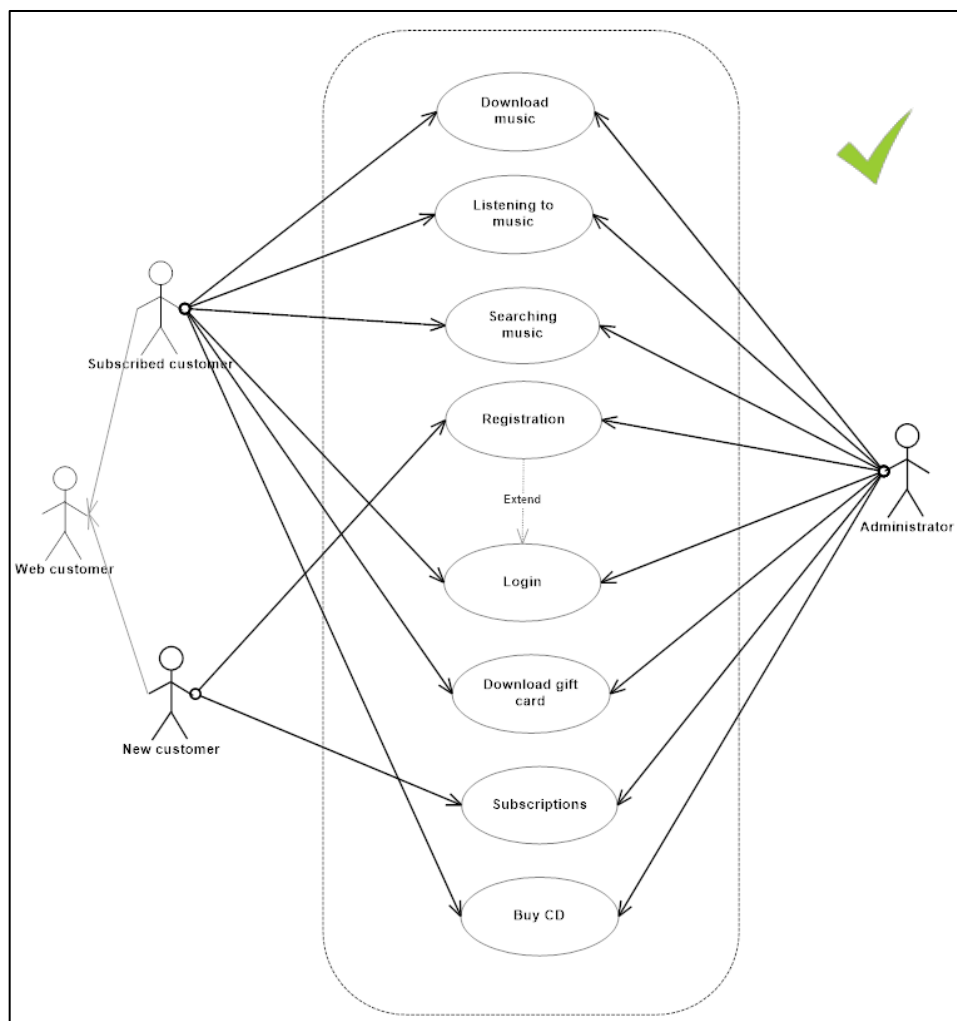 Download
music
Listening to
music
Searching
music
Subscribed customer
Registration
Extend
Administrator
Web customer
Login
Download gift
card
New customer
Subscriptions
Buy CD